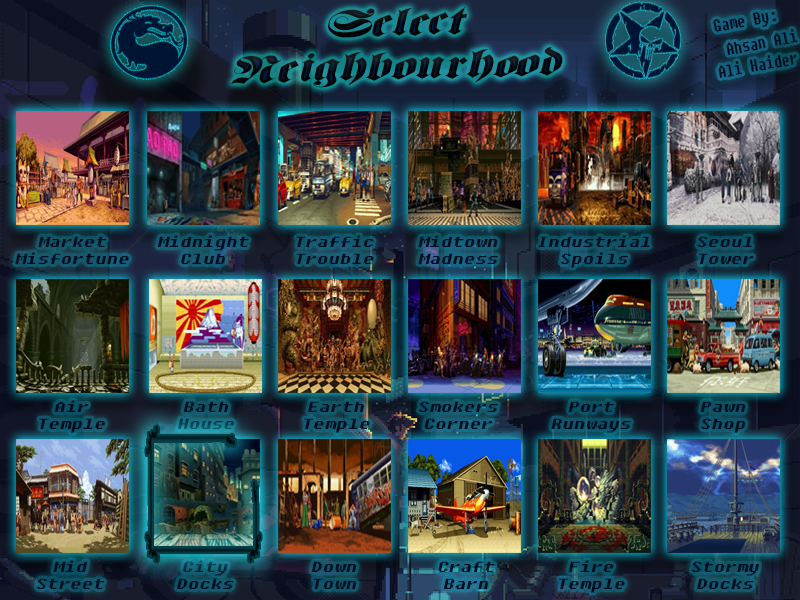 Select
Neighbourhood
Game By:
Ahsan Ali
Ali Haider
Market
Misfortune
Midnight
Club
Traffic
Trouble
Midtown
Madness
Industrial
Spoils
Seoul
Tower
Air
Temple
Bath
House
Earth
Temple
Smokers
Corner
Port
Runways
Pawn
Shop
Mid
Street
City
Docks
Down
Town
Craft
Barn
Fire
Temple
Stormy
Docks